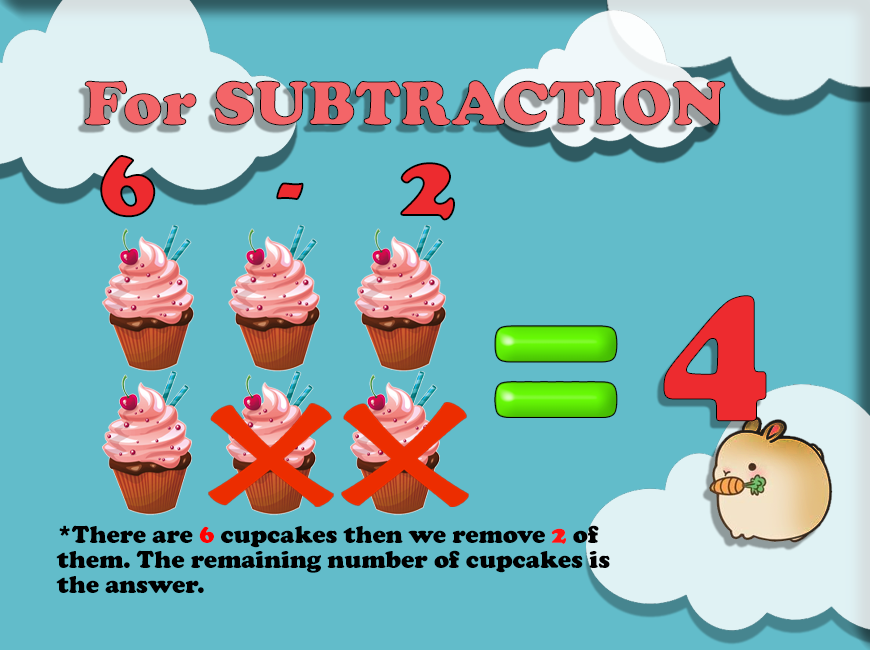 For SUBTRACTION
6 - 2
4
*There are 6 cupcakes then we remove 2 of
them. The remaining number of cupcakes is
the answer.